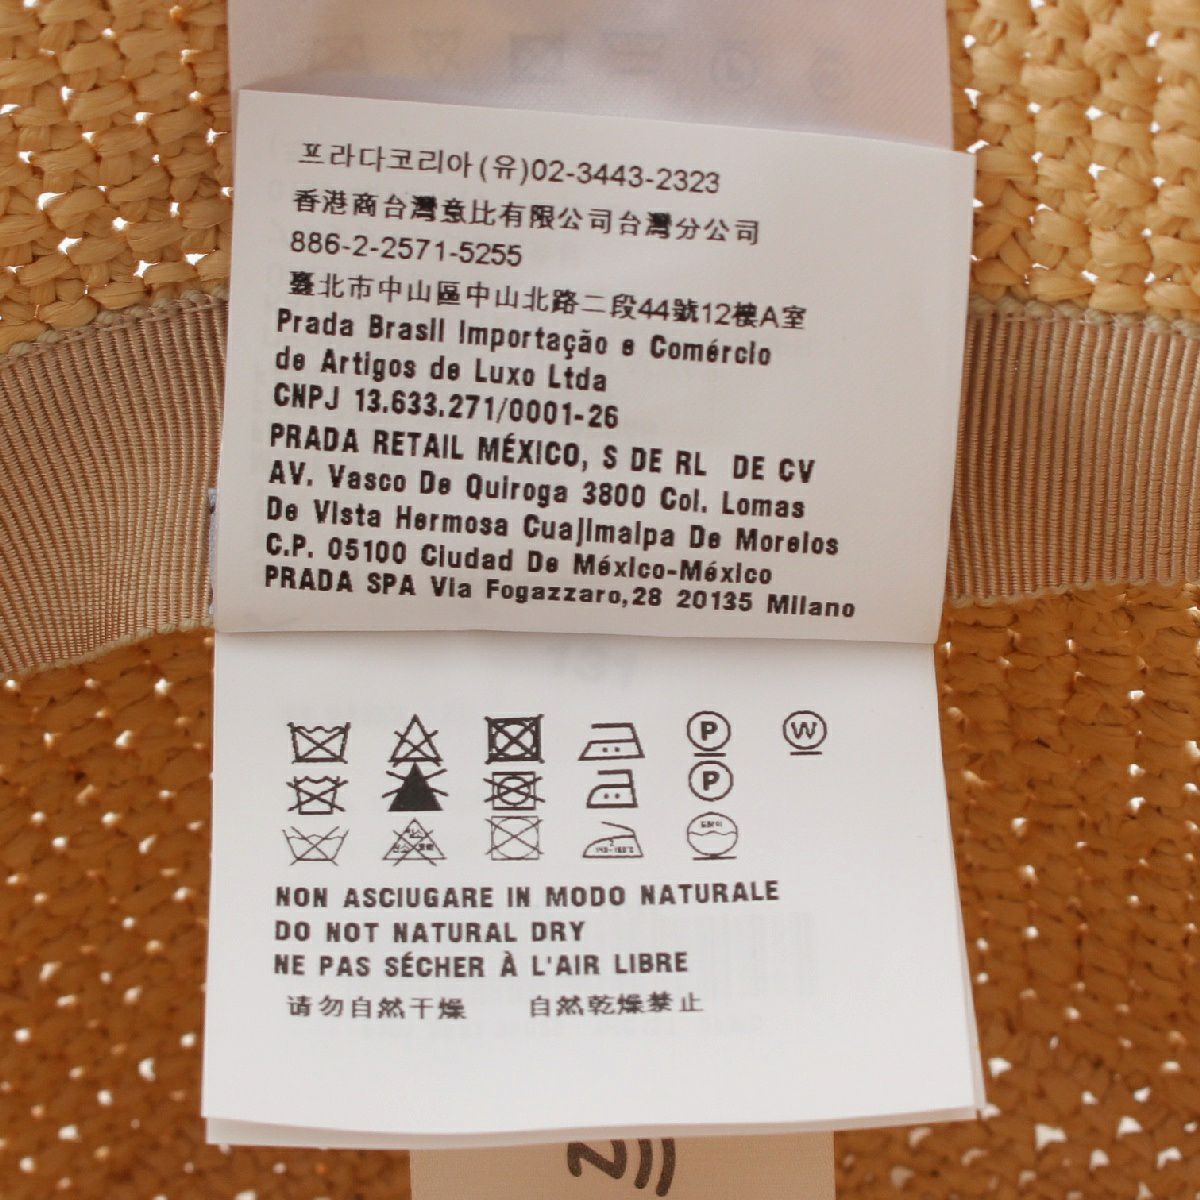 프라다코리아(유)02-3443-2323
香港商台灣意比有限公司台灣分公司
886-2-2571-5255
臺北市中山區中山北路二段44號12樓A室
Prada Brasil Importação e Comércio
de Artigos de Luxo Ltda
CNPJ 13.633.271/0001-26
PRADA RETAIL MÉXICO, S DE RL DE CV
AV. Vasco De Quiroga 3800 Col. Lomas
De Vista Hermosa Cuajimalpa De Morelos
C.P. 05100 Ciudad De México-México
PRADA SPA Via Fogazzaro,28 20135 Milano
P W
P
NON ASCIUGARE IN MODO NATURALE
DO NOT NATURAL DRY
NE PAS SÉCHER À L'AIR LIBRE
请勿自然干燥 自然乾燥禁止